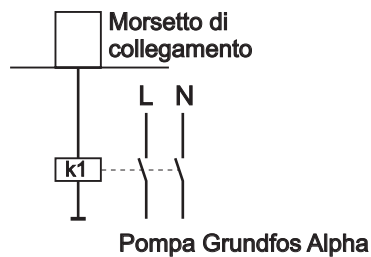 Morsetto di
collegamento
L N
k1
Pompa Grundfos Alpha